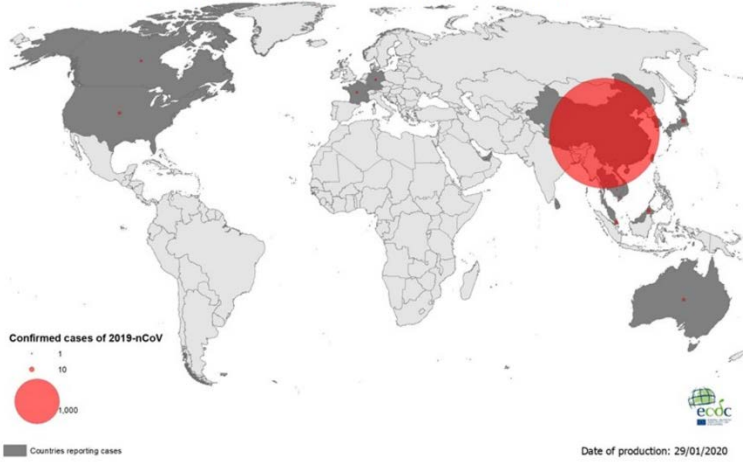 Confirmed cases of 2019-nCoV
1
10
1,000
Countries reporting cases
ecdc
Date of production: 29/01/2020